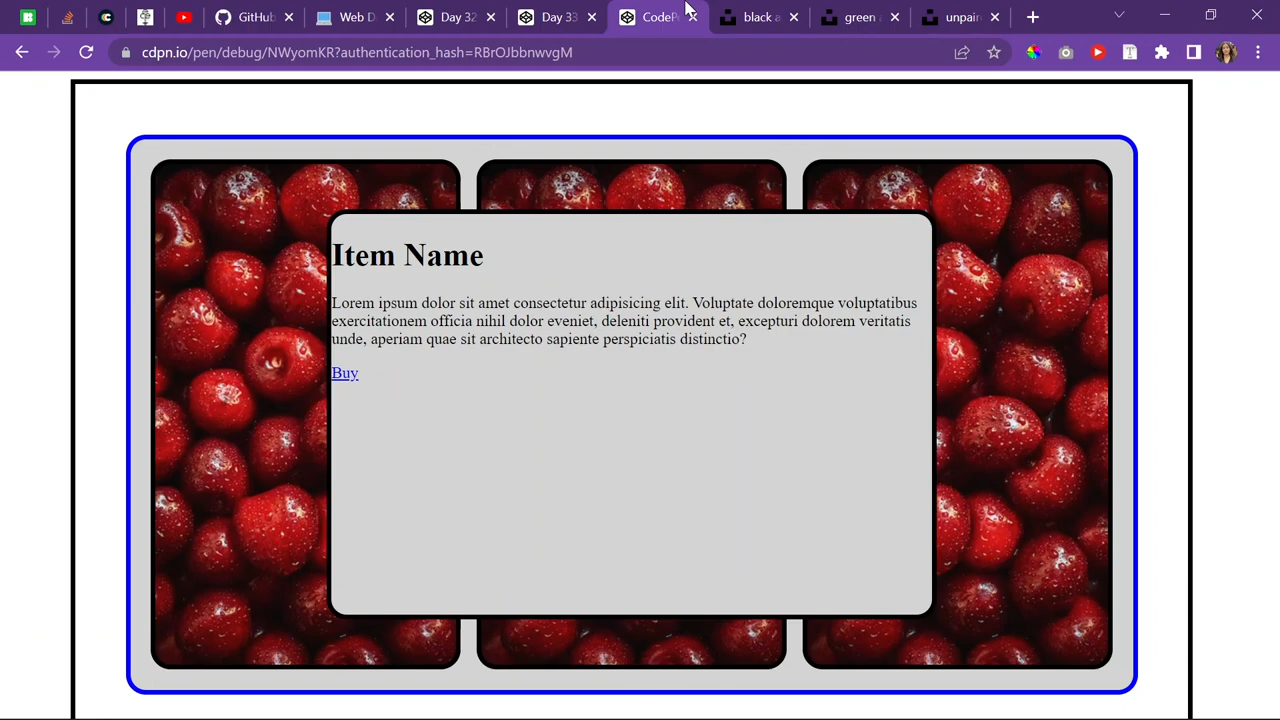 GitHub
Web D
Day 32
Day 33
CodeP
black a
green a
unpair
cdpn.io/pen/debug/NWyomKR?authentication_hash=RBrOJbbnwvgM
Item Name
Lorem ipsum dolor sit amet consectetur adipisicing elit. Voluptate doloremque voluptatibus
exercitationem officia nihil dolor eveniet, deleniti provident et, excepturi dolorem veritatis
unde, aperiam quae sit architecto sapiente perspiciatis distinctio?
Buy